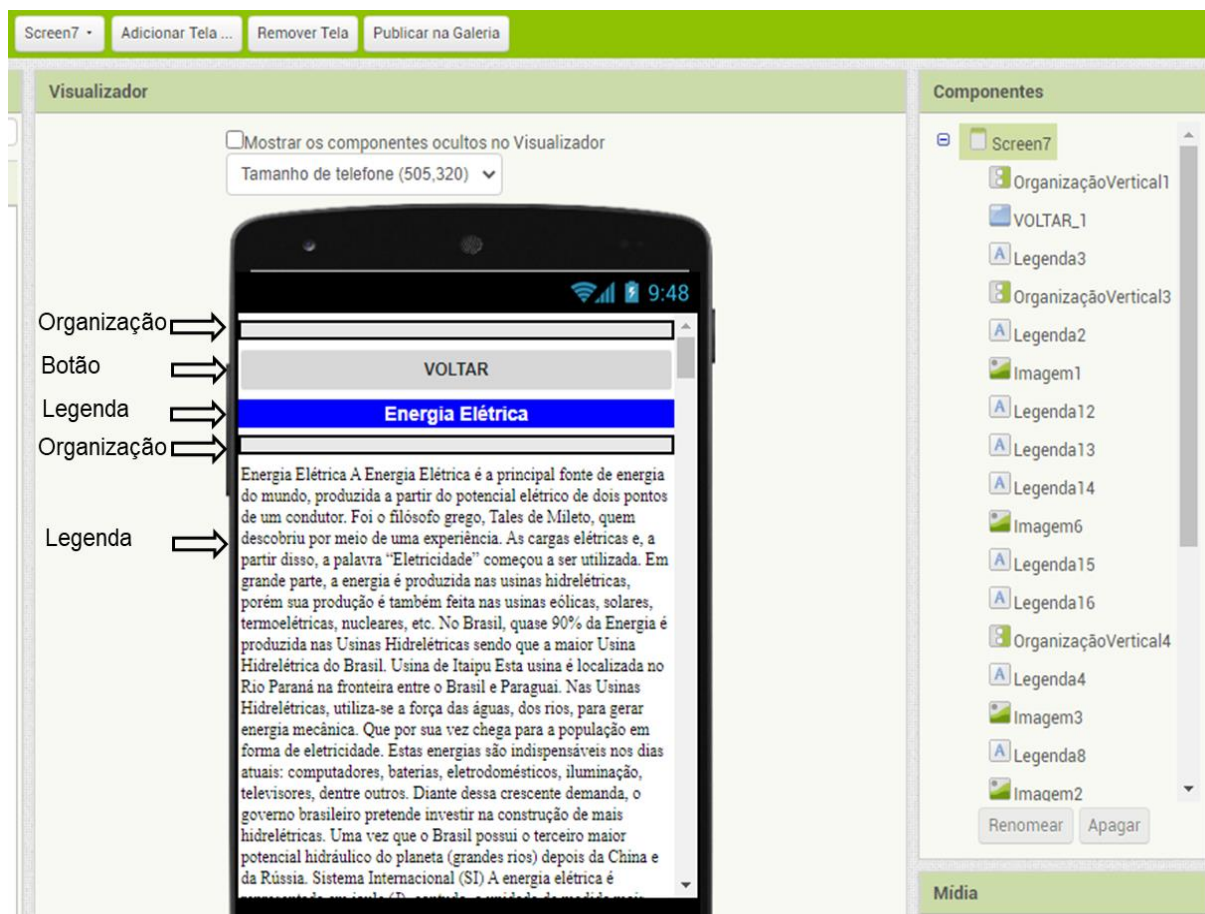 Screen7
Adicionar Tela ...
Remover Tela
Publicar na Galeria
Visualizador
Mostrar os componentes ocultos no Visualizador
Tamanho de telefone (505,320)
9:48
Organização
Botão
Legenda
Organização
Legenda
VOLTAR
Energia Elétrica
Energia Elétrica A Energia Elétrica é a principal fonte de energia
do mundo, produzida a partir do potencial elétrico de dois pontos
de um condutor. Foi o filósofo grego, Tales de Mileto, quem
descobriu por meio de uma experiência. As cargas elétricas e, a
partir disso, a palavra “Eletricidade” começou a ser utilizada. Em
grande parte, a energia é produzida nas usinas hidrelétricas,
porém sua produção é também feita nas usinas eólicas, solares,
termoelétricas, nucleares, etc. No Brasil, quase 90% da Energia é
produzida nas Usinas Hidrelétricas sendo que a maior Usina
Hidrelétrica do Brasil. Usina de Itaipu Esta usina é localizada no
Rio Paraná na fronteira entre o Brasil e Paraguai. Nas Usinas
Hidrelétricas, utiliza-se a força das águas, dos rios, para gerar
energia mecânica. Que por sua vez chega para a população em
forma de eletricidade. Estas energias são indispensáveis nos dias
atuais: computadores, baterias, eletrodomésticos, iluminação,
televisores, dentre outros. Diante dessa crescente demanda, o
governo brasileiro pretende investir na construção de mais
hidrelétricas. Uma vez que o Brasil possui o terceiro maior
potencial hidráulico do planeta (grandes rios) depois da China e
da Rússia. Sistema Internacional (SI) A energia elétrica é
Componentes
Screen7
OrganizaçãoVertical1
VOLTAR_1
Legenda3
OrganizaçãoVertical3
Legenda2
Imagem1
Legenda12
Legenda13
Legenda14
Imagem6
Legenda15
Legenda16
OrganizaçãoVertical4
Legenda4
Imagem3
Legenda8
Imagem2
Renomear
Apagar
Mídia